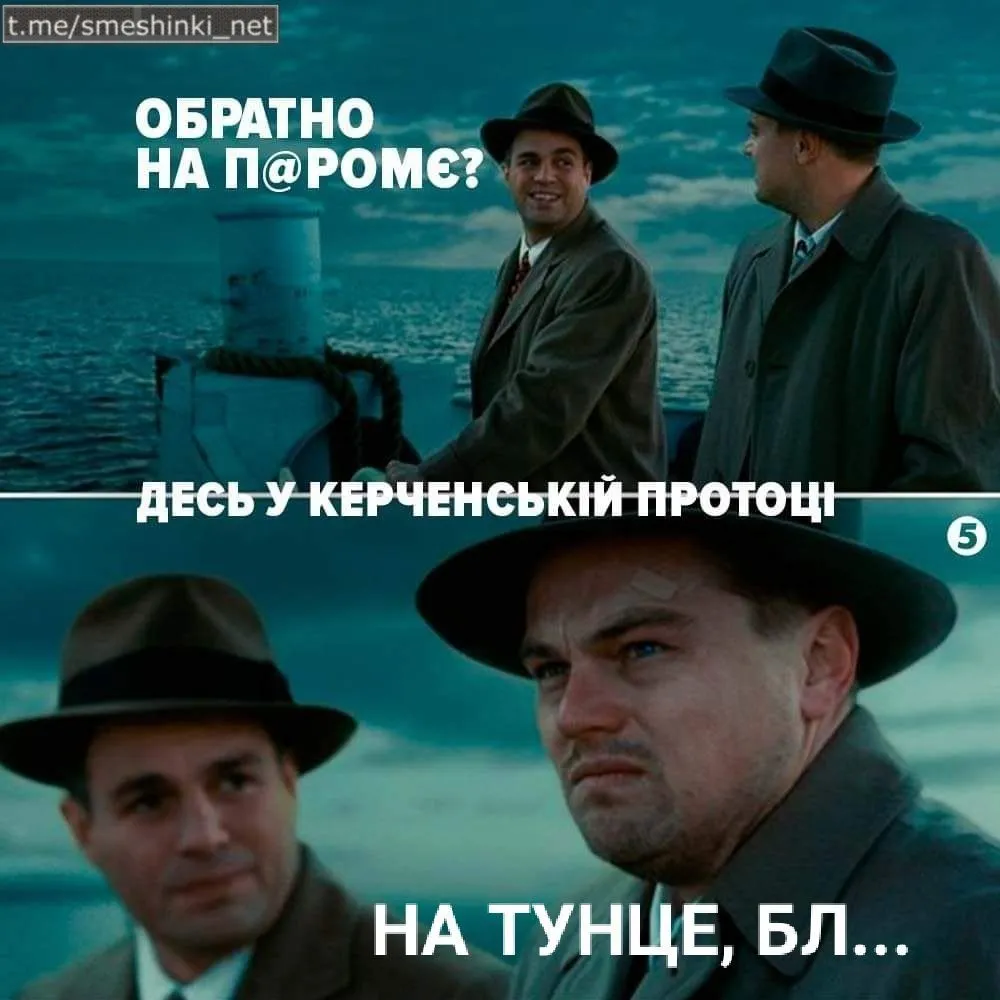 t.me/smeshinki_net
ОБРАТНО
НА П@РОМЄ?
ДЕСЬ У КЕРЧЕНСЬКІЙ ПРОТОЦІ
5
НА ТУНЦЕ, БЛ...